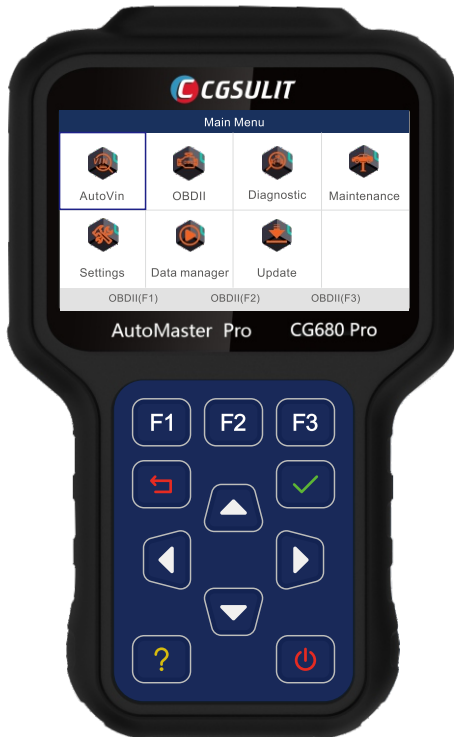 CGSULIT
Main Menu
AutoVin OBDII Diagnostic Maintenance
Settings Data manager Update
OBDII(F1) OBDII(F2) OBDII(F3)
AutoMaster Pro CG680 Pro
F1 F2 F3
?